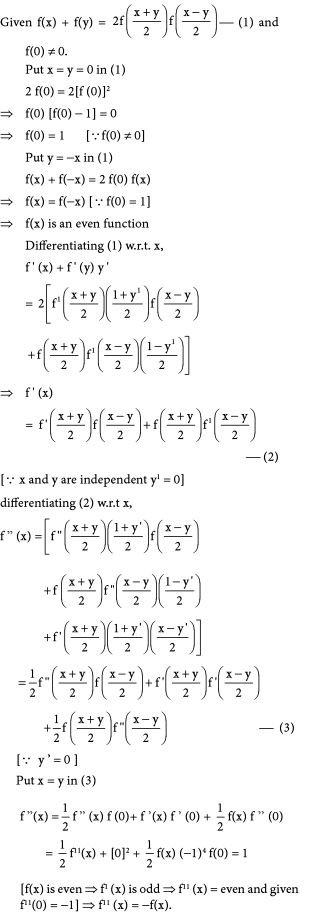 Given f(x) + f(y) = 2f((x+y)/2)f((x−y)/2)— (1) and
f(0) ≠ 0.
Put x = y = 0 in (1)
2 f(0) = 2[f (0)]²
⇒ f(0) [f(0) − 1] = 0
⇒ f(0) = 1 [∵f(0) ≠ 0]
Put y = −x in (1)
f(x) + f(−x) = 2 f(0) f(x)
⇒ f(x) = f(−x) [∵ f(0) = 1]
⇒ f(x) is an even function
Differentiating (1) w.r.t. x,
f ' (x) + f ' (y) y '
= 2[f¹((x+y)/2)((1+y¹)/2)f((x−y)/2)
+f((x+y)/2)f¹((x−y)/2)((1−y¹)/2)]
⇒ f ' (x)
= f'((x+y)/2)f((x−y)/2)+f((x+y)/2)f¹((x−y)/2)
— (2)
[∵ x and y are independent y¹ = 0]
differentiating (2) w.r.t x,
f ''(x) = [f''((x+y)/2)((1+y')/2)f((x−y)/2)
+f((x+y)/2)f''((x−y)/2)((1−y')/2)
+f'((x+y)/2)((1+y')/2)((x−y')/2)]
=1/2 f''((x+y)/2)f((x−y)/2)+f'((x+y)/2)f'((x−y)/2)
+1/2 f((x+y)/2)f''((x−y)/2) — (3)
[∵ y ' = 0 ]
Put x = y in (3)
f ''(x) = 1/2 f '' (x) f (0)+ f '(x) f ' (0) + 1/2 f(x) f '' (0)
= 1/2 f¹¹(x) + [0]² + 1/2 f(x) (−1)⁴ f(0) = 1
[f(x) is even ⇒ f¹ (x) is odd ⇒ f¹¹ (x) = even and given
f¹¹(0) = −1] ⇒ f¹¹ (x) = −f(x).